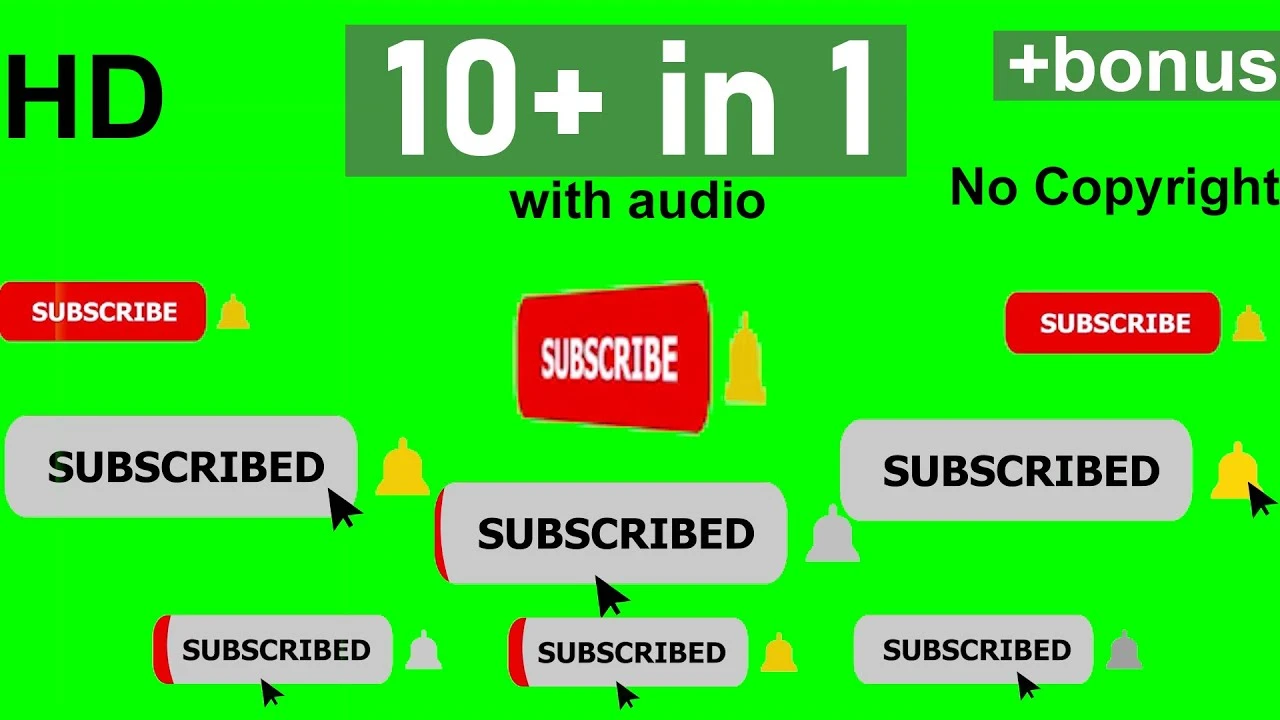 HD
10+ in 1
+bonus
with audio
No Copyright
SUBSCRIBE
SUBSCRIBE
SUBSCRIBE
SUBSCRIBED
SUBSCRIBED
SUBSCRIBED
SUBSCRIBED
SUBSCRIBED
SUBSCRIBED